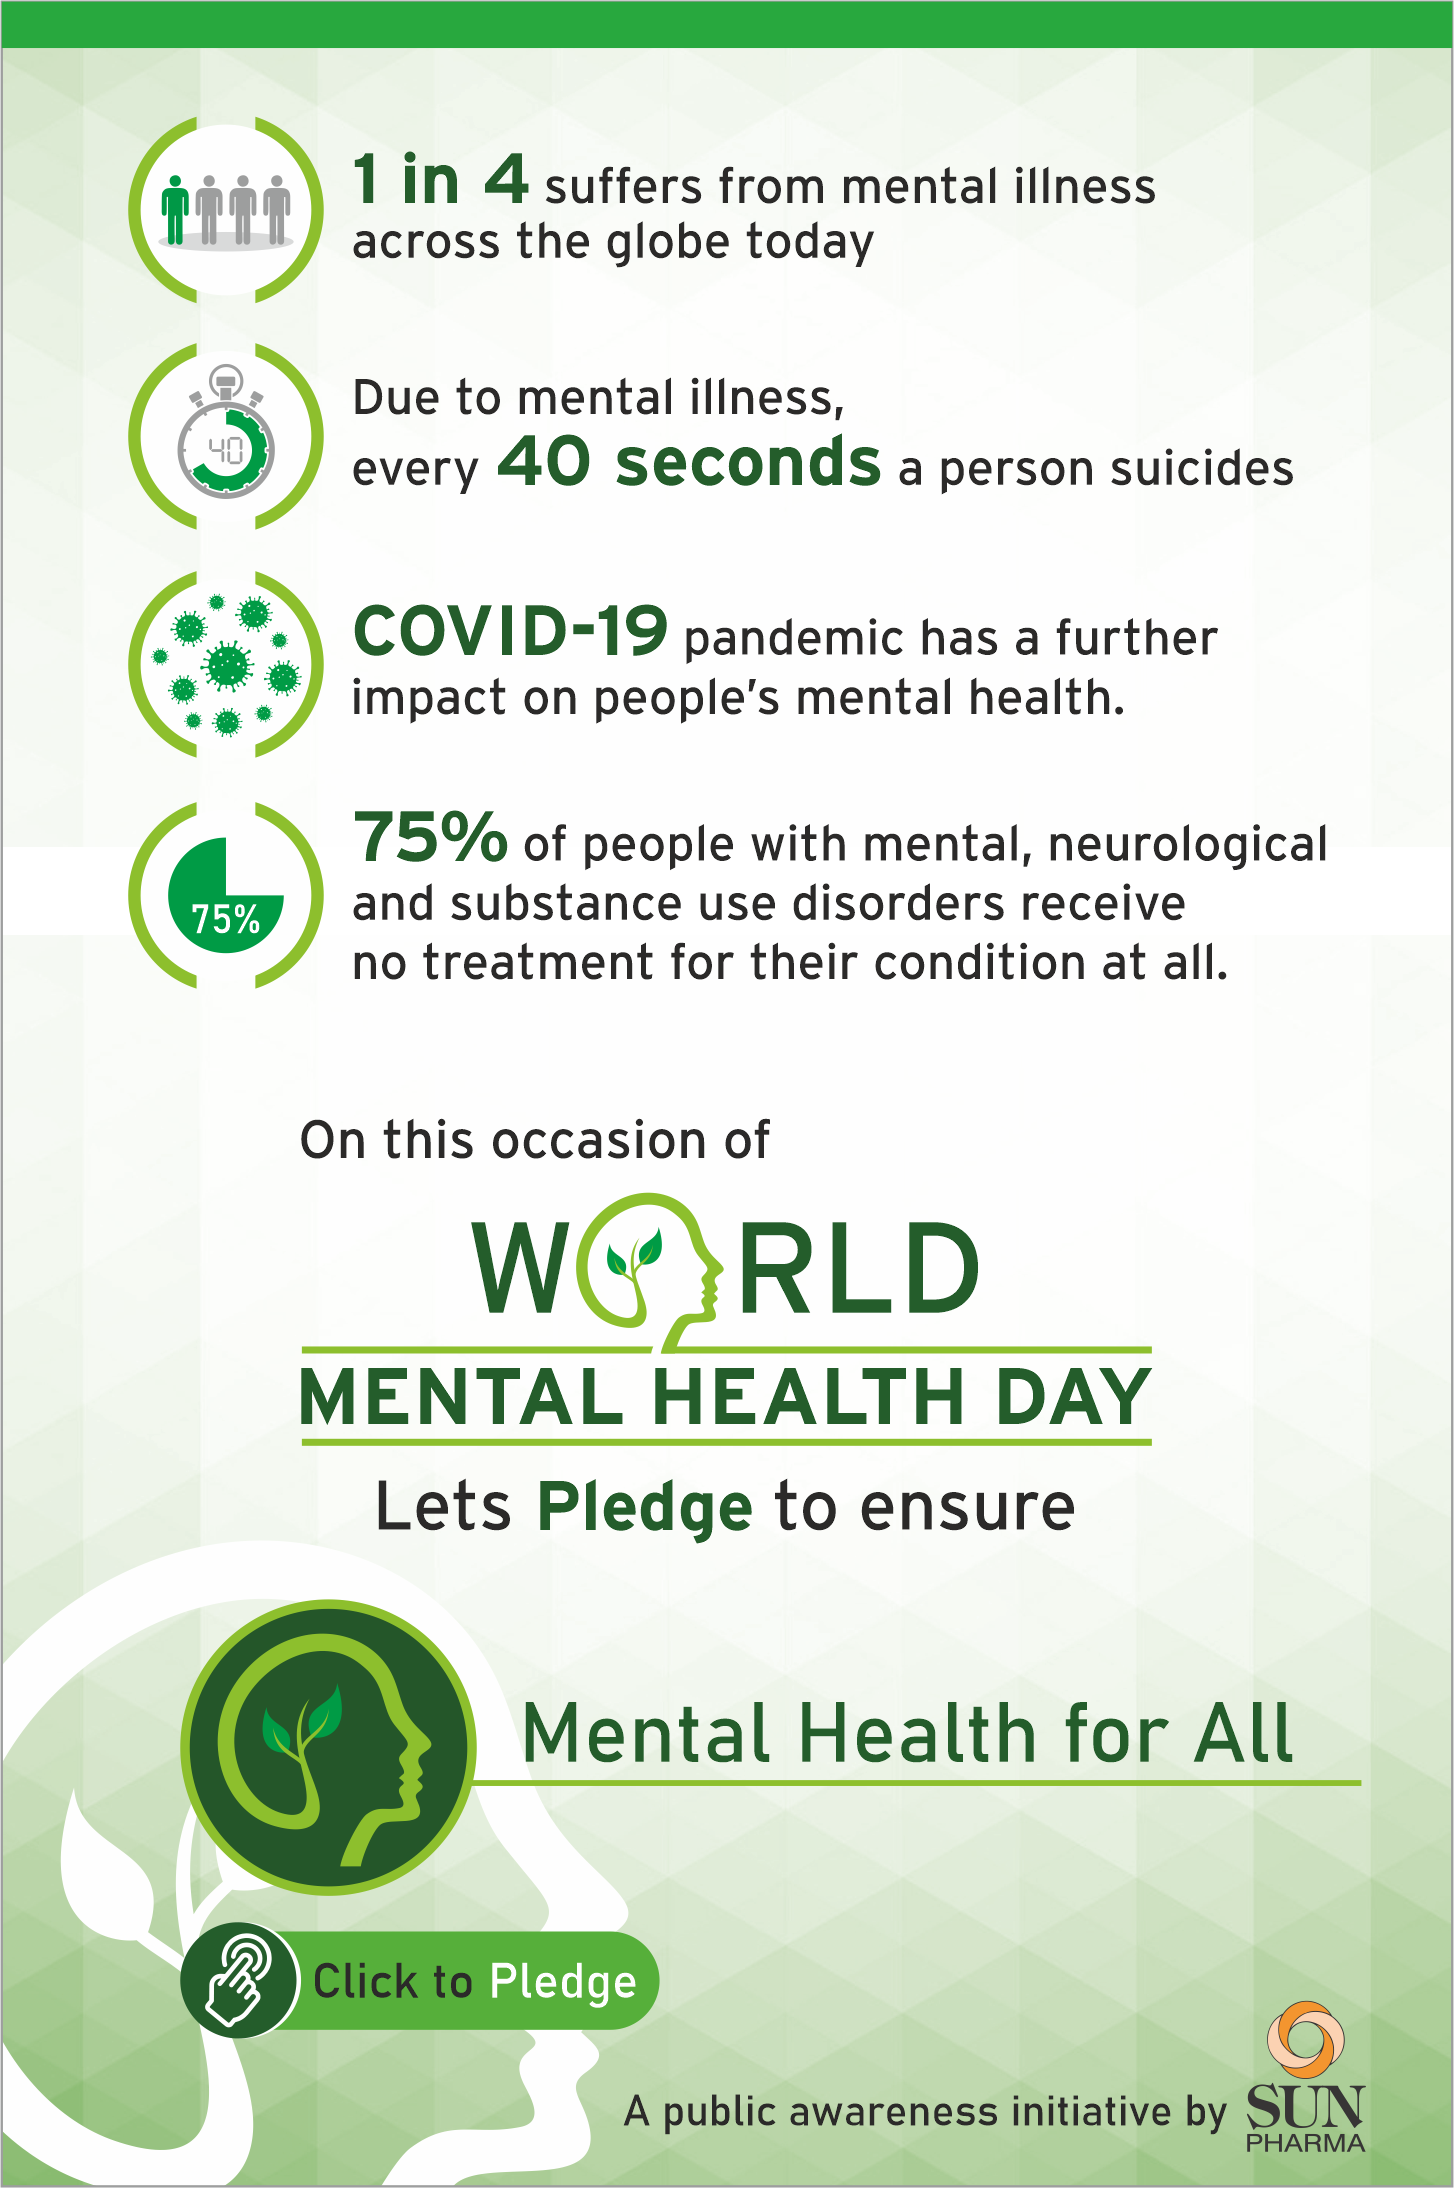 1 in 4 suffers from mental illness
across the globe today
40
Due to mental illness,
every 40 seconds a person suicides
COVID-19 pandemic has a further
impact on people's mental health.
75%
75% of people with mental, neurological
and substance use disorders receive
no treatment for their condition at all.
On this occasion of
WORLD
MENTAL HEALTH DAY
Lets Pledge to ensure
Mental Health for All
Click to Pledge
A public awareness initiative by
SUN
PHARMA